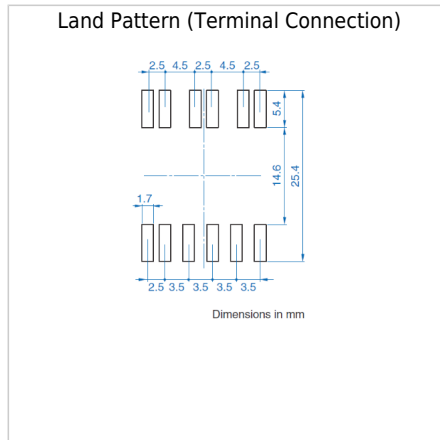 Land Pattern (Terminal Connection)
2.5 4.5 2.5 4.5 2.5
5.4
14.6
25.4
1.7
2.5 3.5 3.5 3.5 3.5
Dimensions in mm